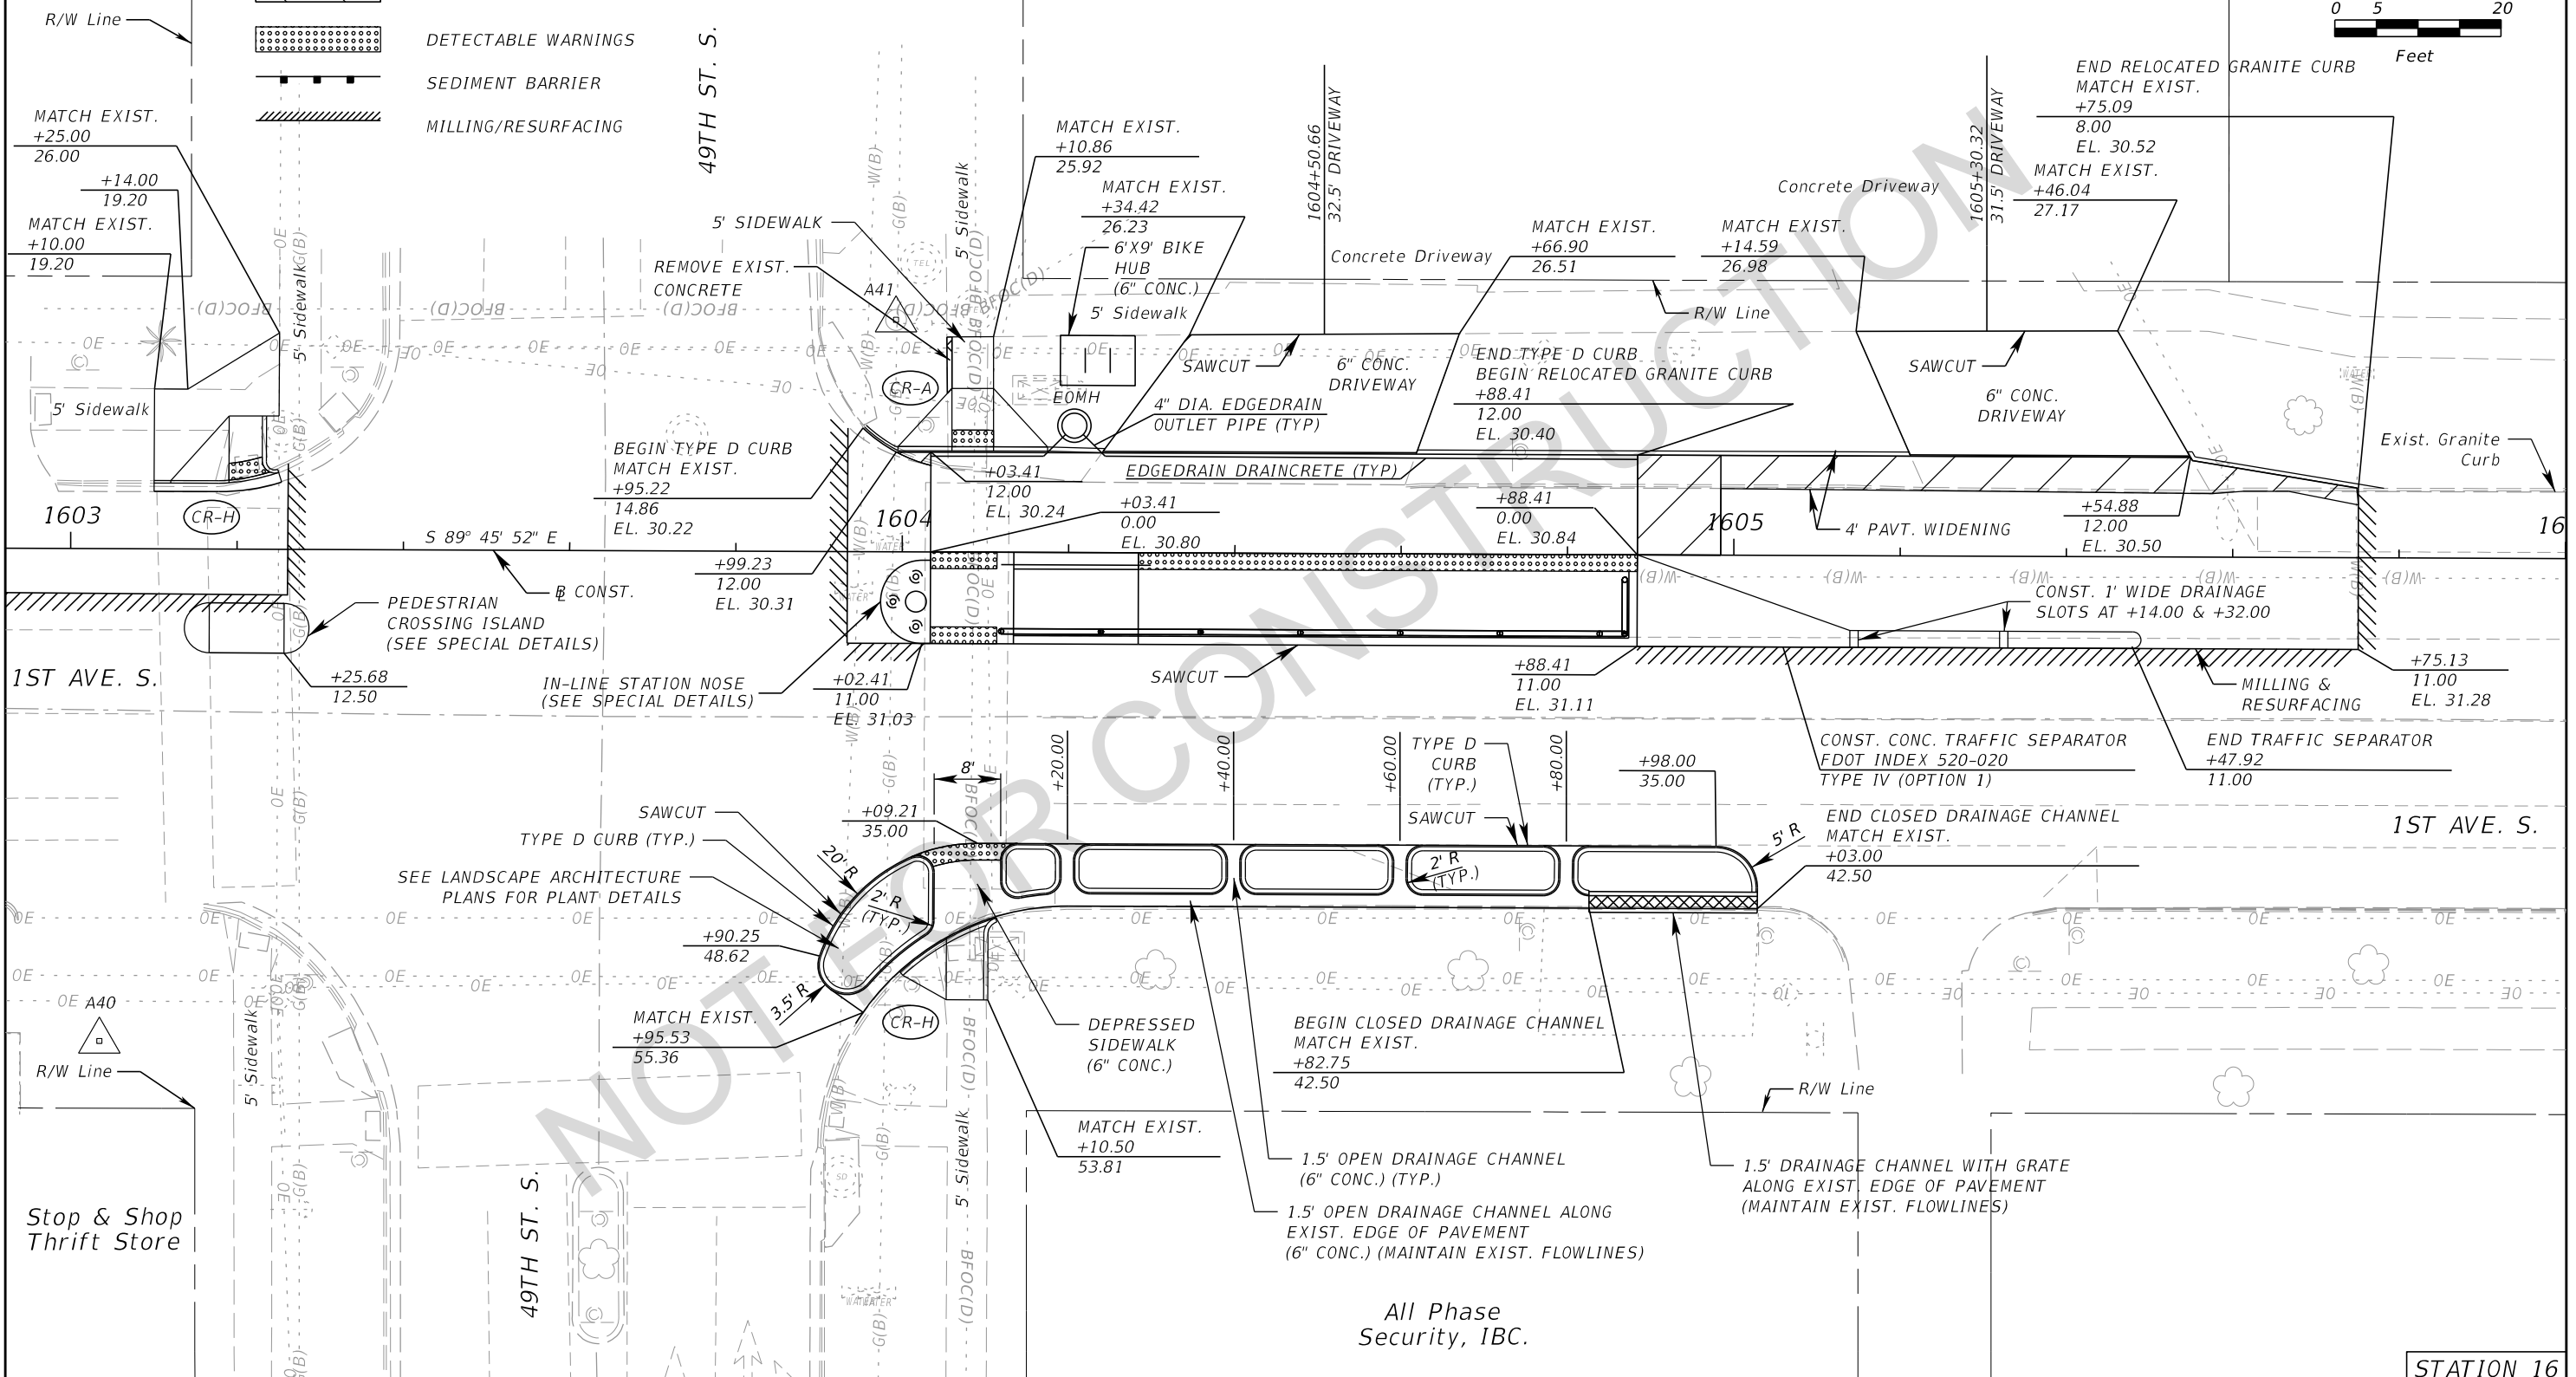 R/W Line
DETECTABLE WARNINGS
SEDIMENT BARRIER
MILLING/RESURFACING
49TH ST. S.
0 5 20
Feet
MATCH EXIST.
+25.00
26.00
+14.00
19.20
MATCH EXIST.
+10.00
19.20
5' Sidewalk
5' Sidewalk
CR-H
1603
S 89° 45' 52" E
B CONST.
L
PEDESTRIAN
CROSSING ISLAND
(SEE SPECIAL DETAILS)
+25.68
12.50
1ST AVE. S.
5' SIDEWALK
REMOVE EXIST.
CONCRETE
A41
CR-A
5' Sidewalk
MATCH EXIST.
+10.86
25.92
MATCH EXIST.
+34.42
26.23
6'X9' BIKE
HUB
(6" CONC.)
5' Sidewalk
EOMH
4" DIA. EDGEDRAIN
OUTLET PIPE (TYP)
EDGEDRAIN DRAINCRETE (TYP)
1604+50.66
32.5' DRIVEWAY
Concrete Driveway
SAWCUT
6" CONC.
DRIVEWAY
MATCH EXIST.
+66.90
26.51
MATCH EXIST.
+14.59
26.98
R/W Line
END TYPE D CURB
BEGIN RELOCATED GRANITE CURB
+88.41
12.00
EL. 30.40
Concrete Driveway
1605+30.32
31.5' DRIVEWAY
END RELOCATED GRANITE CURB
MATCH EXIST.
+75.09
8.00
EL. 30.52
MATCH EXIST.
+46.04
27.17
SAWCUT
6" CONC.
DRIVEWAY
Exist. Granite
Curb
BEGIN TYPE D CURB
MATCH EXIST.
+95.22
14.86
EL. 30.22
+99.23
12.00
EL. 30.31
1604
+03.41
12.00
EL. 30.24
+03.41
0.00
EL. 30.80
+88.41
0.00
EL. 30.84
1605
4' PAVT. WIDENING
+54.88
12.00
EL. 30.50
16
CONST. 1' WIDE DRAINAGE
SLOTS AT +14.00 & +32.00
IN-LINE STATION NOSE
(SEE SPECIAL DETAILS)
+02.41
11.00
EL. 31.03
SAWCUT
+88.41
11.00
EL. 31.11
MILLING &
RESURFACING
+75.13
11.00
EL. 31.28
CONST. CONC. TRAFFIC SEPARATOR
FDOT INDEX 520-020
TYPE IV (OPTION 1)
END TRAFFIC SEPARATOR
+47.92
11.00
1ST AVE. S.
8'
+20.00
+40.00
+60.00
+80.00
TYPE D
CURB
(TYP.)
SAWCUT
+98.00
35.00
5' R
END CLOSED DRAINAGE CHANNEL
MATCH EXIST.
+03.00
42.50
SAWCUT
TYPE D CURB (TYP.)
SEE LANDSCAPE ARCHITECTURE
PLANS FOR PLANT DETAILS
+09.21
35.00
20' R
2' R
(TYP.)
2' R
(TYP.)
+90.25
48.62
3.5' R
MATCH EXIST.
+95.53
55.36
CR-H
DEPRESSED
SIDEWALK
(6" CONC.)
BEGIN CLOSED DRAINAGE CHANNEL
MATCH EXIST.
+82.75
42.50
MATCH EXIST.
+10.50
53.81
1.5' OPEN DRAINAGE CHANNEL
(6" CONC.) (TYP.)
1.5' OPEN DRAINAGE CHANNEL ALONG
EXIST. EDGE OF PAVEMENT
(6" CONC.) (MAINTAIN EXIST. FLOWLINES)
R/W Line
1.5' DRAINAGE CHANNEL WITH GRATE
ALONG EXIST. EDGE OF PAVEMENT
(MAINTAIN EXIST. FLOWLINES)
A40
R/W Line
5' Sidewalk
5' Sidewalk
49TH ST. S.
Stop & Shop
Thrift Store
All Phase
Security, IBC.
STATION 16
NOT FOR CONSTRUCTION